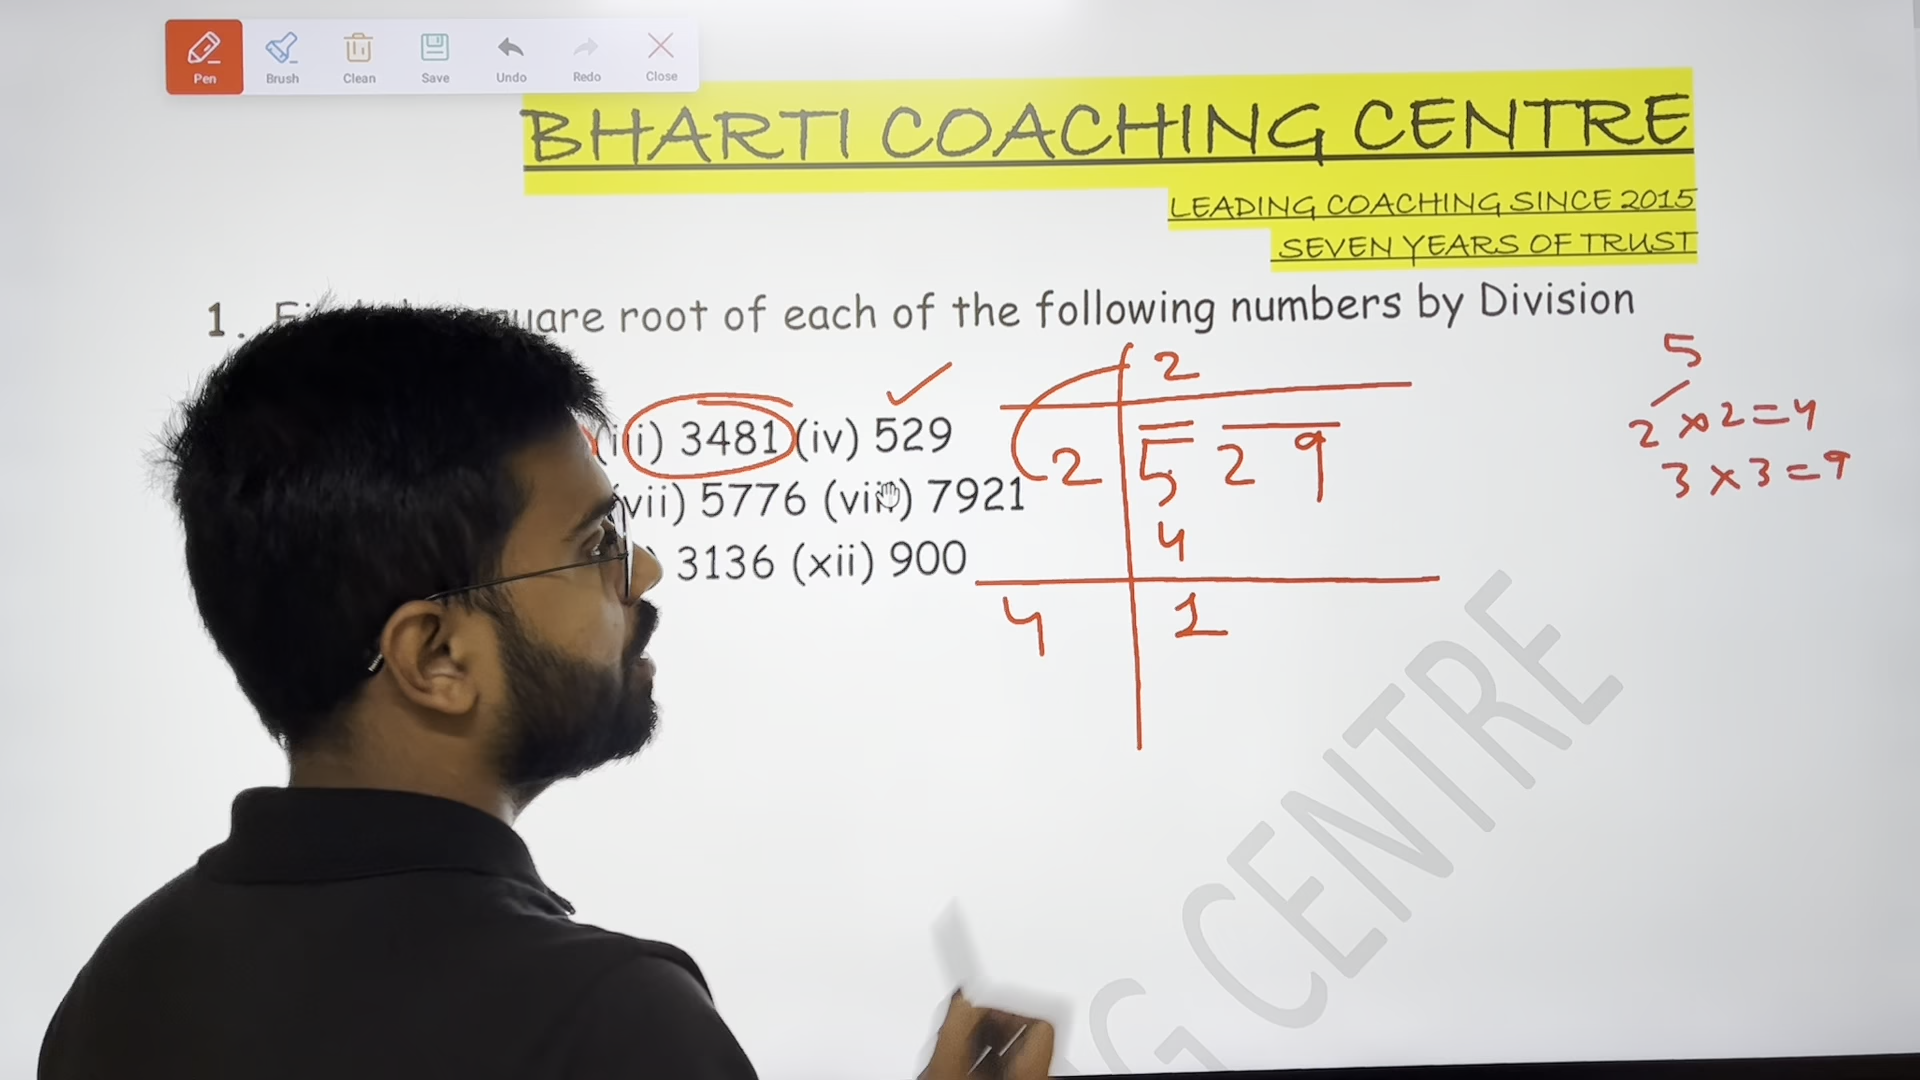 Pen Brush Clean Save Undo Redo Close
BHARTI COACHING CENTRE
LEADING COACHING SINCE 2015
SEVEN YEARS OF TRUST
1. root of each of the following numbers by Division
3481 (iv) 529
(vii) 5776 (viii) 7921
3136 (xii) 900
2
2 5 2 9
4
4 1
5
2 × 2 = 4
3 × 3 = 9
CENTRE